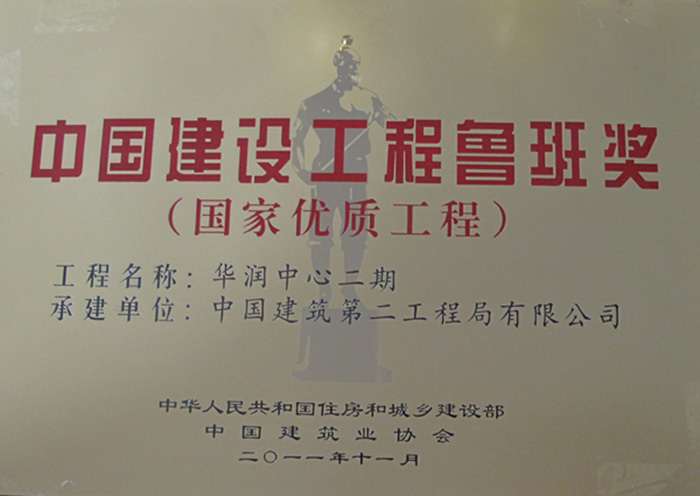 中国建设工程鲁班奖
（国家优质工程）
工程名称：华润中心二期
承建单位：中国建筑第二工程局有限公司
中华人民共和国住房和城乡建设部
中国建筑业协会
二〇一一年十一月